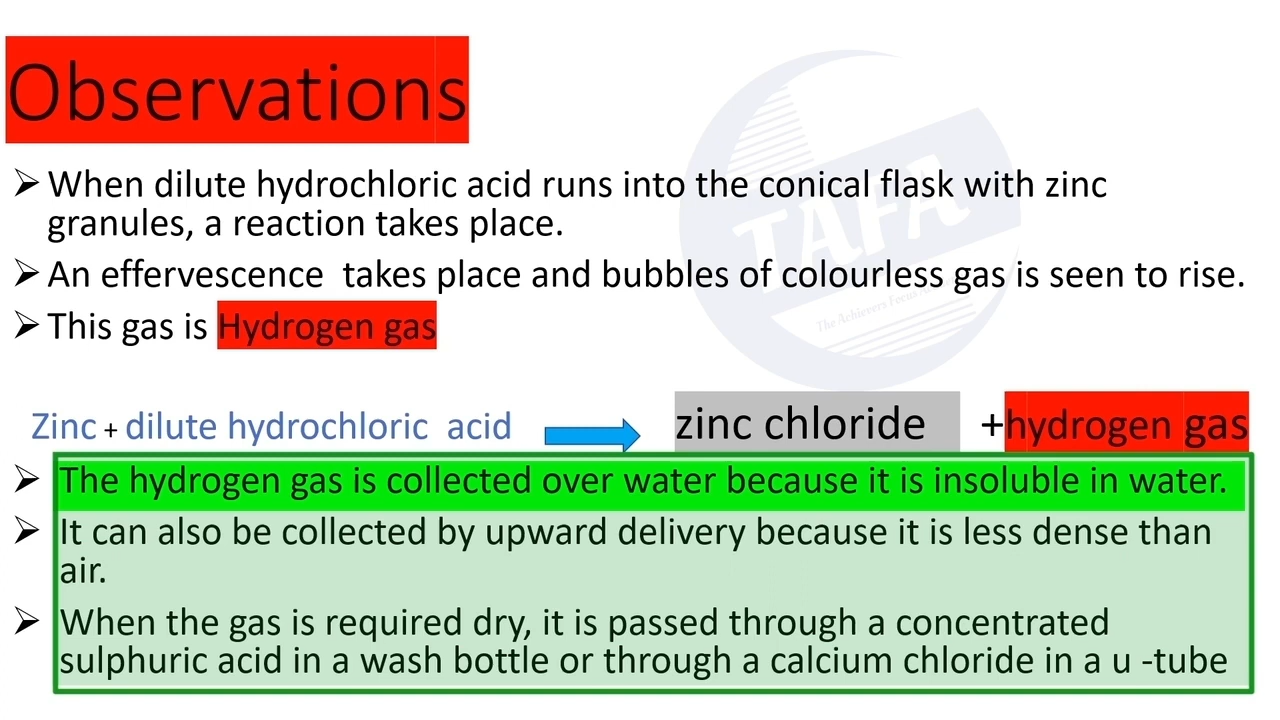 Observations
➢When dilute hydrochloric acid runs into the conical flask with zinc
granules, a reaction takes place.
➢An effervescence  takes place and bubbles of colourless gas is seen to rise.
➢This gas is Hydrogen gas
Zinc + dilute hydrochloric  acid zinc chloride +hydrogen gas
➢ The hydrogen gas is collected over water because it is insoluble in water.
➢ It can also be collected by upward delivery because it is less dense than
air.
➢ When the gas is required dry, it is passed through a concentrated
sulphuric acid in a wash bottle or through a calcium chloride in a u -tube
TAFA
The Achievers